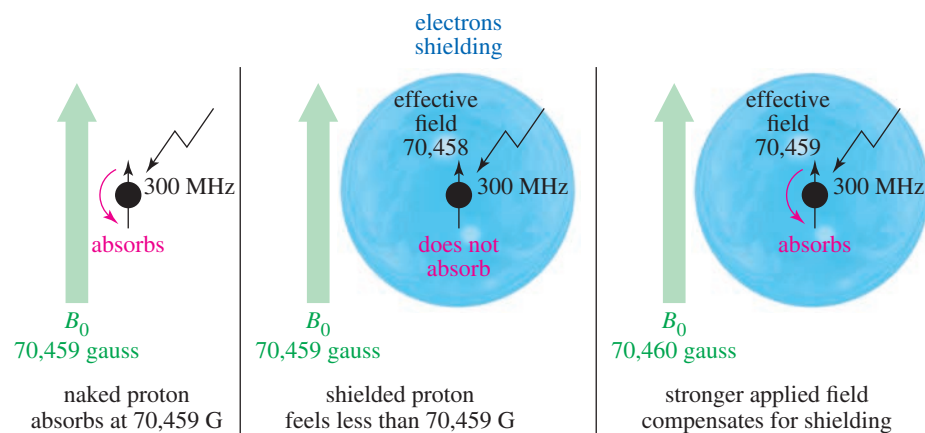 electrons
shielding
300 MHz
absorbs
B0
70,459 gauss
naked proton
absorbs at 70,459 G
effective
field
70,458
300 MHz
does not
absorb
B0
70,459 gauss
shielded proton
feels less than 70,459 G
effective
field
70,459
300 MHz
absorbs
B0
70,460 gauss
stronger applied field
compensates for shielding